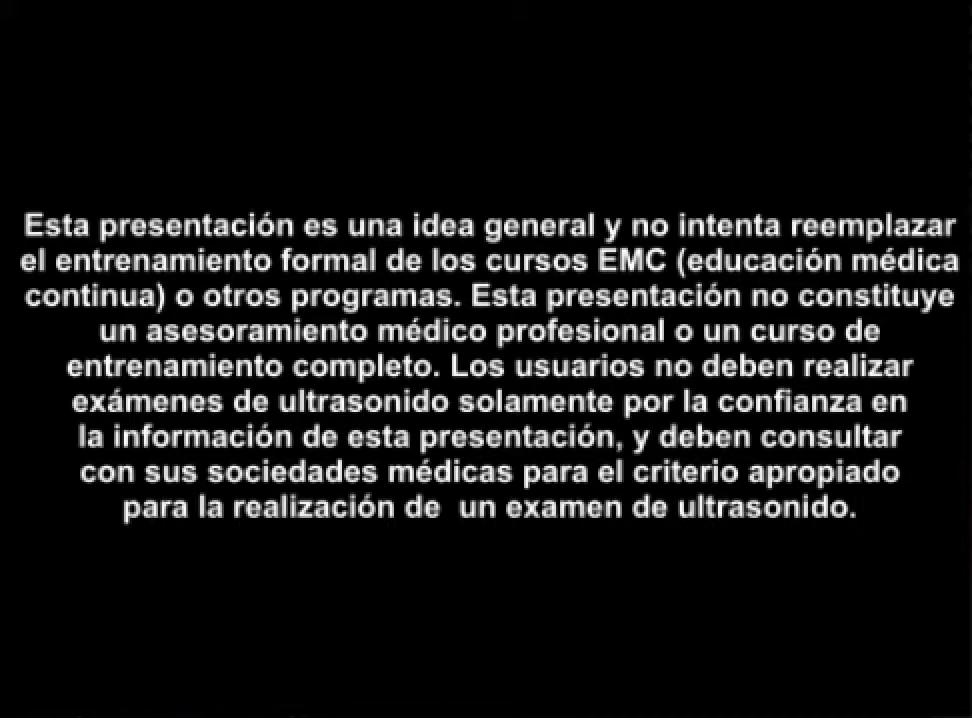 Esta presentación es una idea general y no intenta reemplazar
el entrenamiento formal de los cursos EMC (educación médica
continua) o otros programas. Esta presentación no constituye
un asesoramiento médico profesional o un curso de
entrenamiento completo. Los usuarios no deben realizar
exámenes de ultrasonido solamente por la confianza en
la información de esta presentación, y deben consultar
con sus sociedades médicas para el criterio apropiado
para la realización de  un examen de ultrasonido.